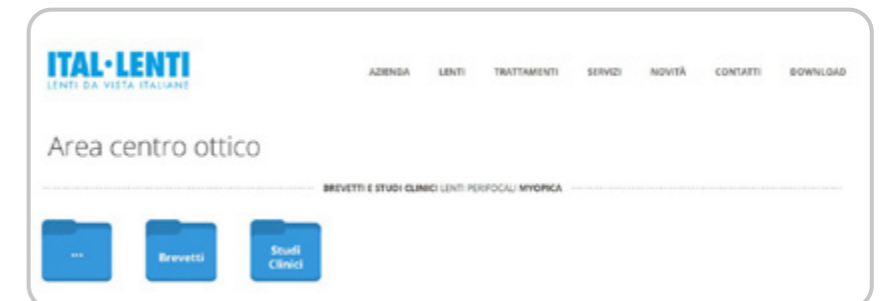 ITAL·LENTI
LENTI DA VISTA ITALIANE
AZIENDA LENTI TRATTAMENTI SERVIZI NOVITÀ CONTATTI DOWNLOAD
Area centro ottico
BREVETTI E STUDI CLINICI LENTI PERIFOCALI MYOPICA
...
Brevetti
Studi
Clinici